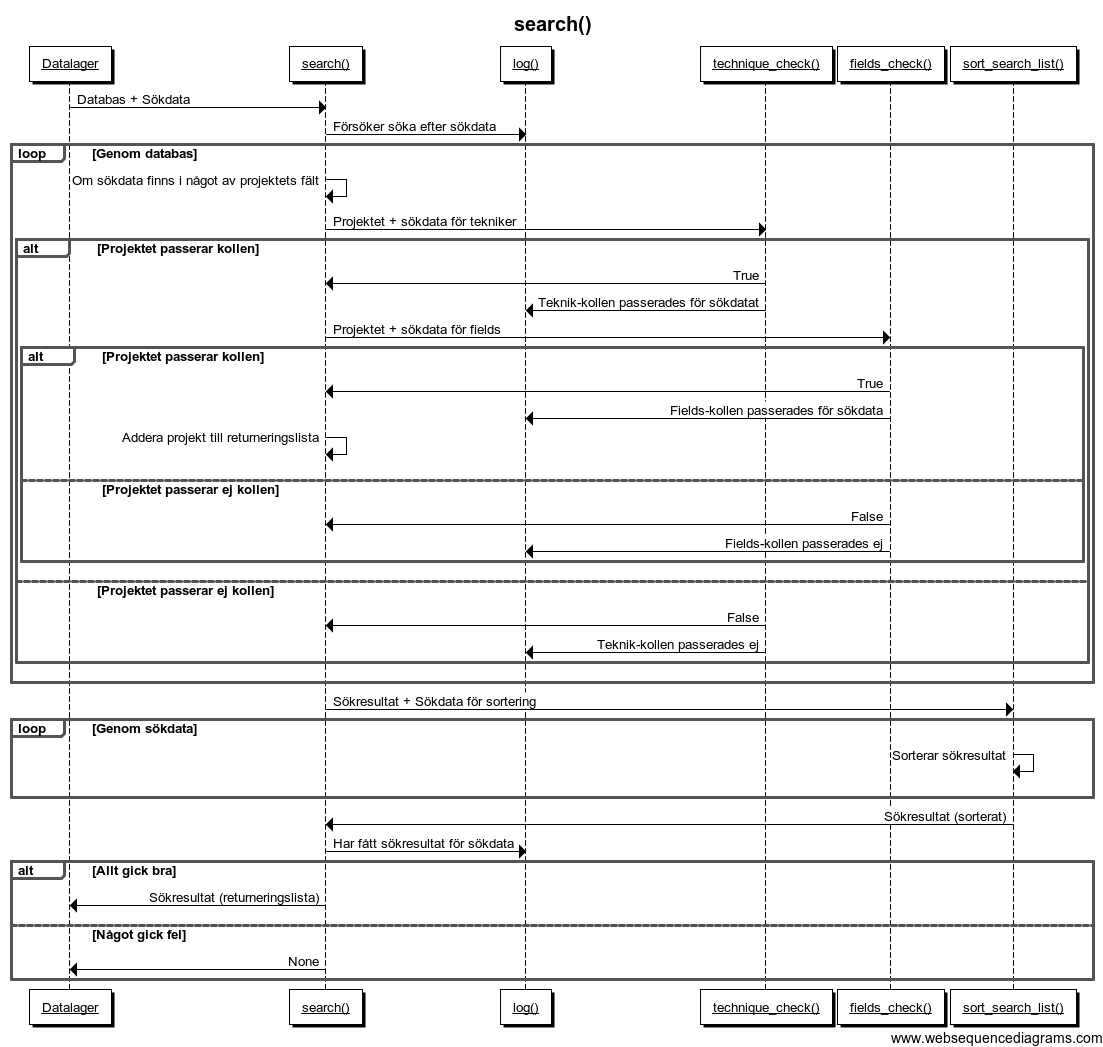 search()
Datalager
search()
log()
technique_check()
fields_check()
sort_search_list()
Databas + Sökdata
Försöker söka efter sökdata
loop
[Genom databas]
Om sökdata finns i något av projektets fält
Projektet + sökdata för tekniker
alt
[Projektet passerar kollen]
True
Teknik-kollen passerades för sökdatat
Projektet + sökdata för fields
alt
[Projektet passerar kollen]
True
Fields-kollen passerades för sökdata
Addera projekt till returneringslista
[Projektet passerar ej kollen]
False
Fields-kollen passerades ej
[Projektet passerar ej kollen]
False
Teknik-kollen passerades ej
Sökresultat + Sökdata för sortering
loop
[Genom sökdata]
Sorterar sökresultat
Sökresultat (sorterat)
Har fått sökresultat för sökdata
alt
[Allt gick bra]
Sökresultat (returneringslista)
[Något gick fel]
None
Datalager
search()
log()
technique_check()
fields_check()
sort_search_list()
www.websequencediagrams.com